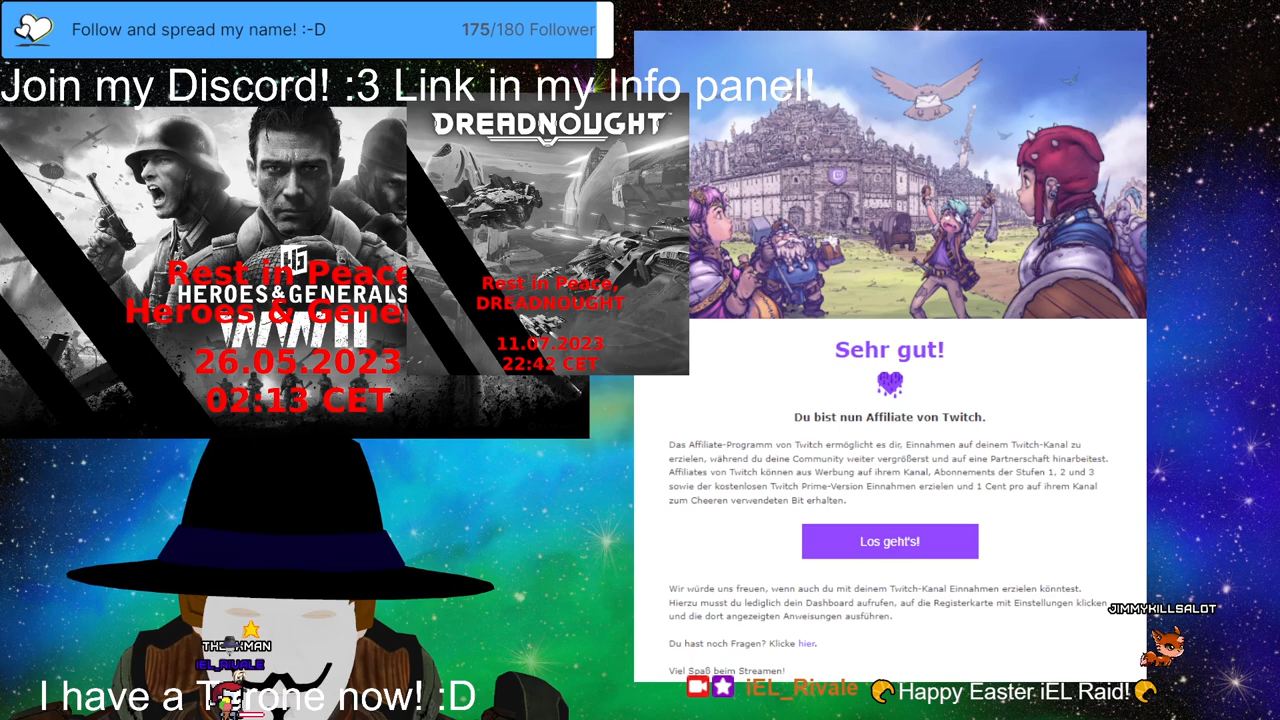 Follow and spread my name! :-D
175/180 Follower
Join my Discord! :3 Link in my Info panel!
DREADNOUGHT
Rest in Peace
HEROES & GENERALS
Heroes & Gene
WWII
26.05.2023
02:13 CET
Rest in Peace,
DREADNOUGHT
11.07.2023
22:42 CET
Sehr gut!
Du bist nun Affiliate von Twitch.
Das Affiliate-Programm von Twitch ermöglicht es dir, Einnahmen auf deinem Twitch-Kanal zu
erzielen, während du deine Community weiter vergrößerst und auf eine Partnerschaft hinarbeitest.
Affiliates von Twitch können aus Werbung auf ihrem Kanal, Abonnements der Stufen 1, 2 und 3
sowie der kostenlosen Twitch Prime-Version Einnahmen erzielen und 1 Cent pro auf ihrem Kanal
zum Cheeren verwendeten Bit erhalten.
Los geht's!
Wir würde uns freuen, wenn auch du mit deinem Twitch-Kanal Einnahmen erzielen könntest.
Hierzu musst du lediglich dein Dashboard aufrufen, auf die Registerkarte mit Einstellungen klicken
und die dort angezeigten Anweisungen ausführen.
Du hast noch Fragen? Klicke hier.
Viel Spaß beim Streamen!
JIMMYKILLSALOT
IEL_RIVALE
I have a Throne now! :D
iEL_Rivale
Happy Easter iEL Raid!